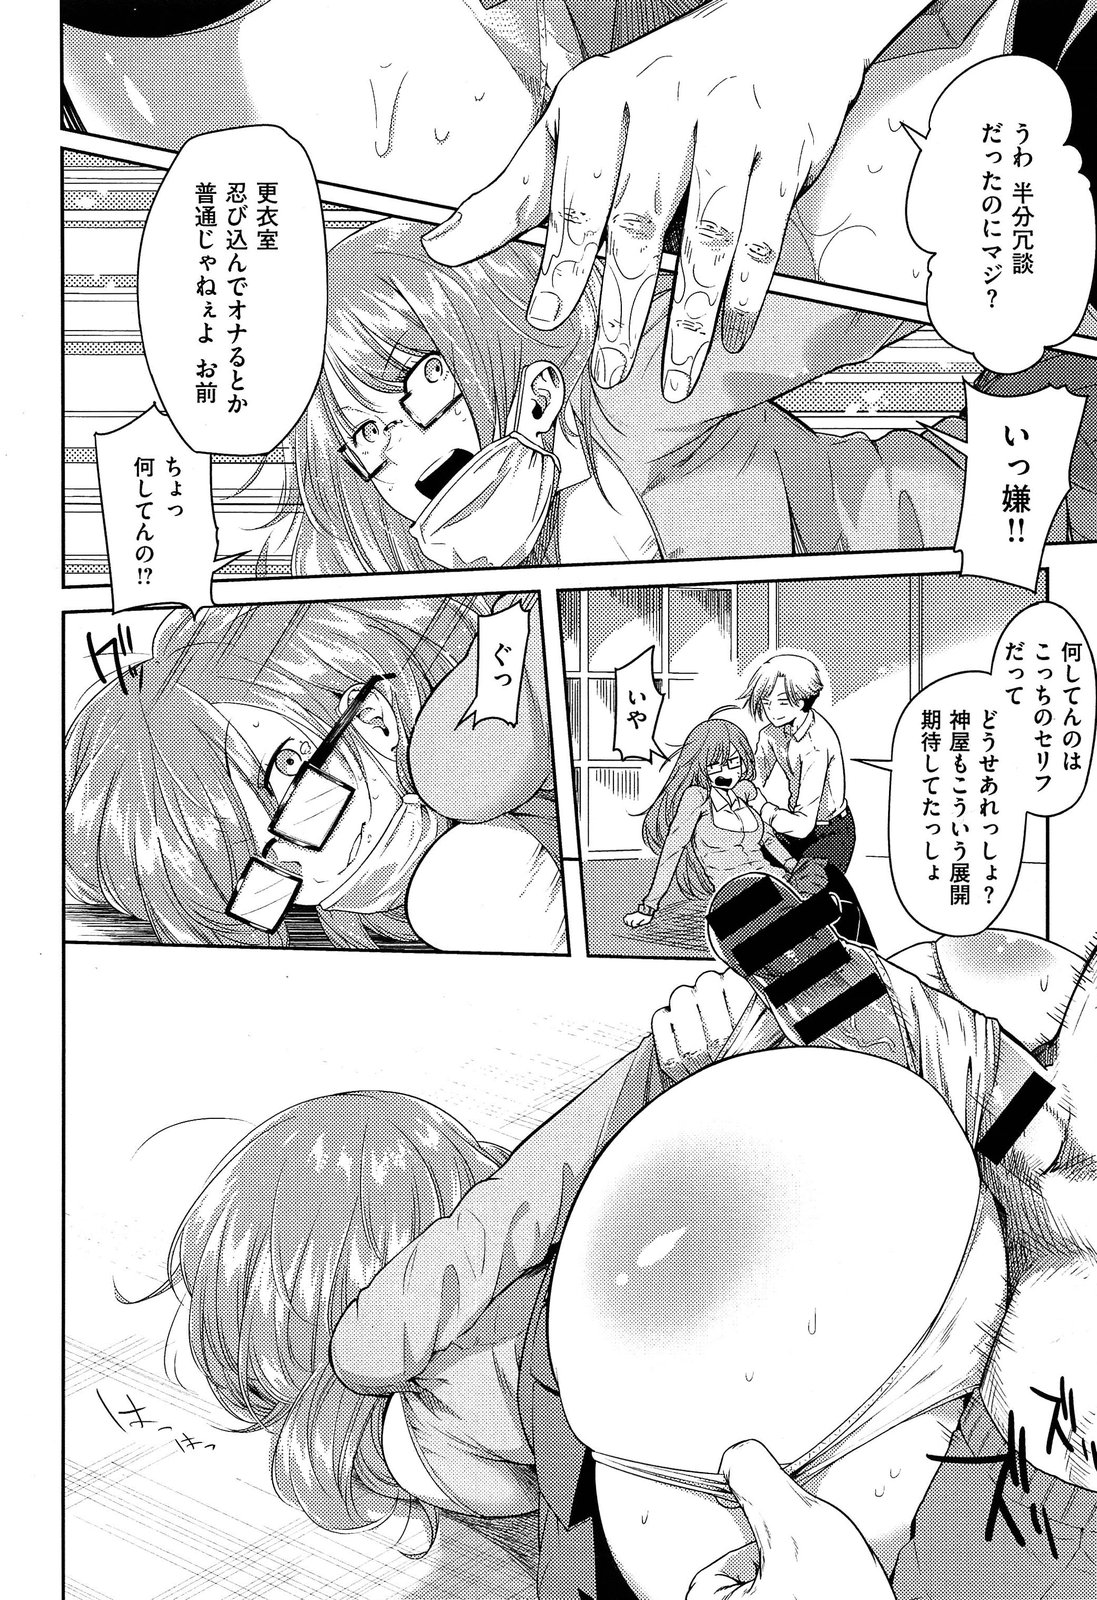 うわ 半分冗談
だったのにマジ?
更衣室
忍び込んでオナるとか
普通じゃねぇよ お前
いっ嫌!!
ちょっ
何してんの!?
何してんのは
こっちのセリフ
だって
どうせあれっしょ?
神屋もこういう展開
期待してたっしょ
いや
ぐっ
グッ
はっはっ
ズズッ